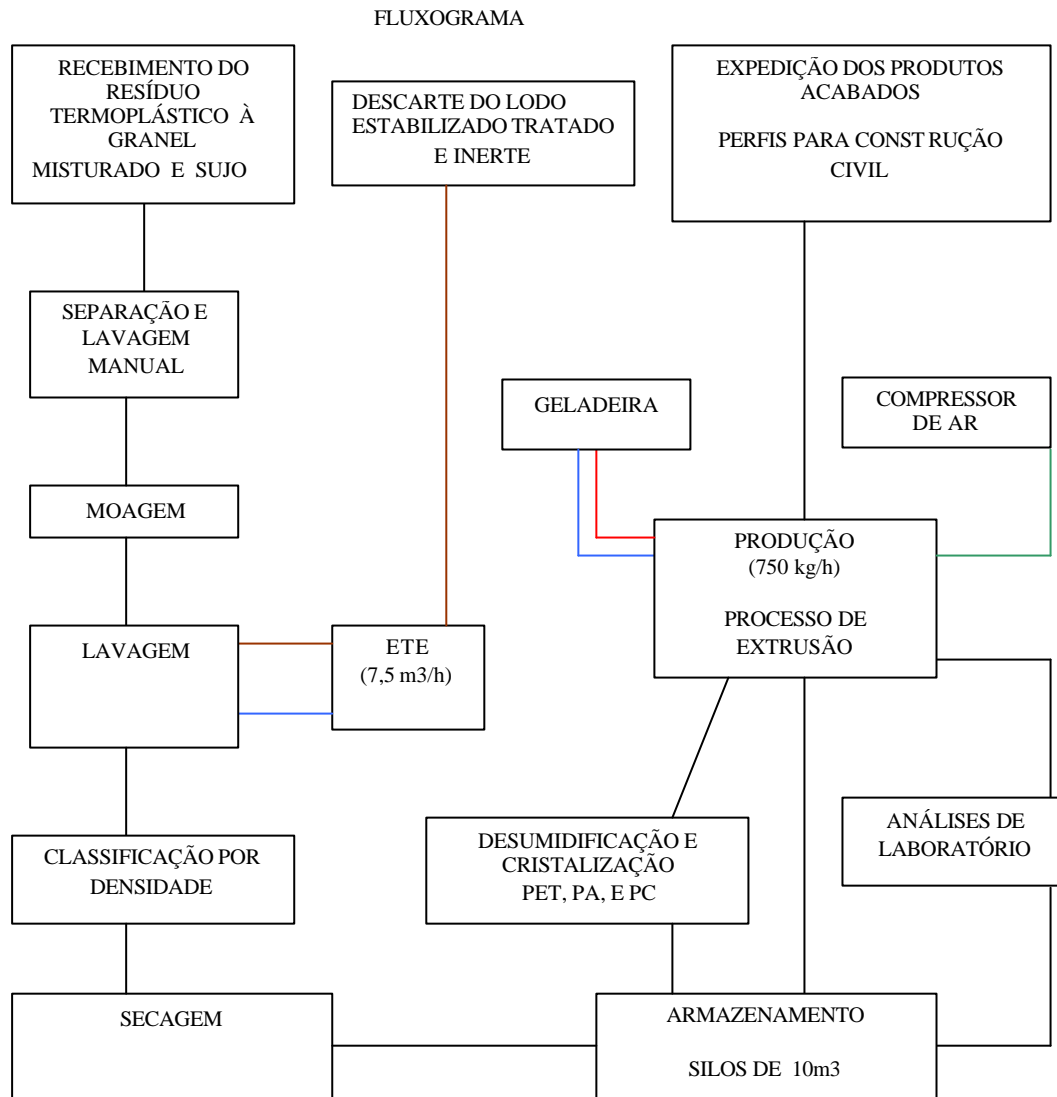 FLUXOGRAMA
RECEBIMENTO DO
RESÍDUO
TERMOPLÁSTICO À
GRANEL
MISTURADO E SUJO
DESCARTE DO LODO
ESTABILIZADO TRATADO
E INERTE
EXPEDIÇÃO DOS PRODUTOS
ACABADOS
PERFIS PARA CONST RUÇÃO
CIVIL
SEPARAÇÃO E
LAVAGEM
MANUAL
GELADEIRA
COMPRESSOR
DE AR
MOAGEM
PRODUÇÃO
(750 kg/h)
PROCESSO DE
EXTRUSÃO
LAVAGEM
ETE
(7,5 m3/h)
CLASSIFICAÇÃO POR
DENSIDADE
DESUMIDIFICAÇÃO E
CRISTALIZAÇÃO
PET, PA, E PC
ANÁLISES DE
LABORATÓRIO
SECAGEM
ARMAZENAMENTO
SILOS DE 10m3